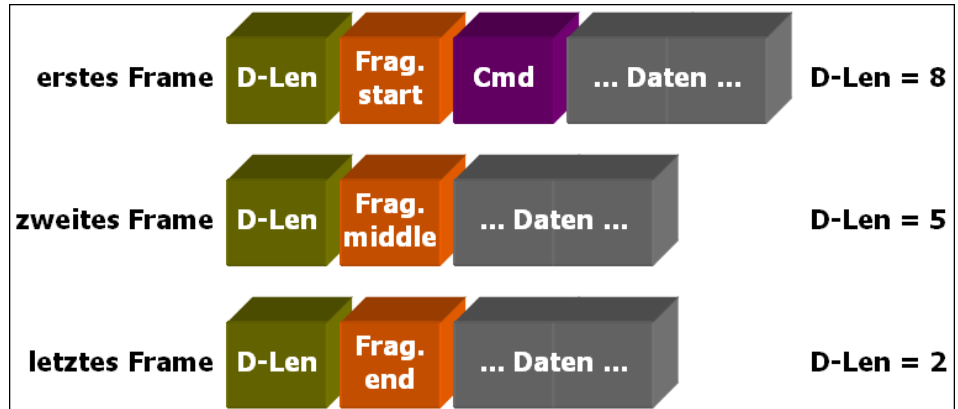 erstes Frame D-Len Frag. start Cmd ... Daten ... D-Len = 8
zweites Frame D-Len Frag. middle ... Daten ... D-Len = 5
letztes Frame D-Len Frag. end ... Daten ... D-Len = 2